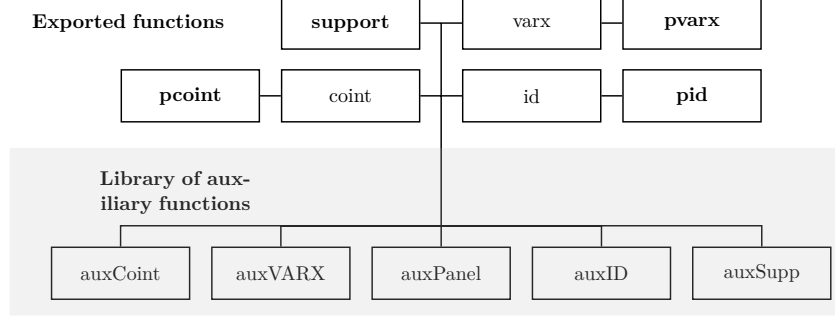 Exported functions
support
varx
pvarx
pcoint
coint
id
pid
Library of aux-
iliary functions
auxCoint
auxVARX
auxPanel
auxID
auxSupp